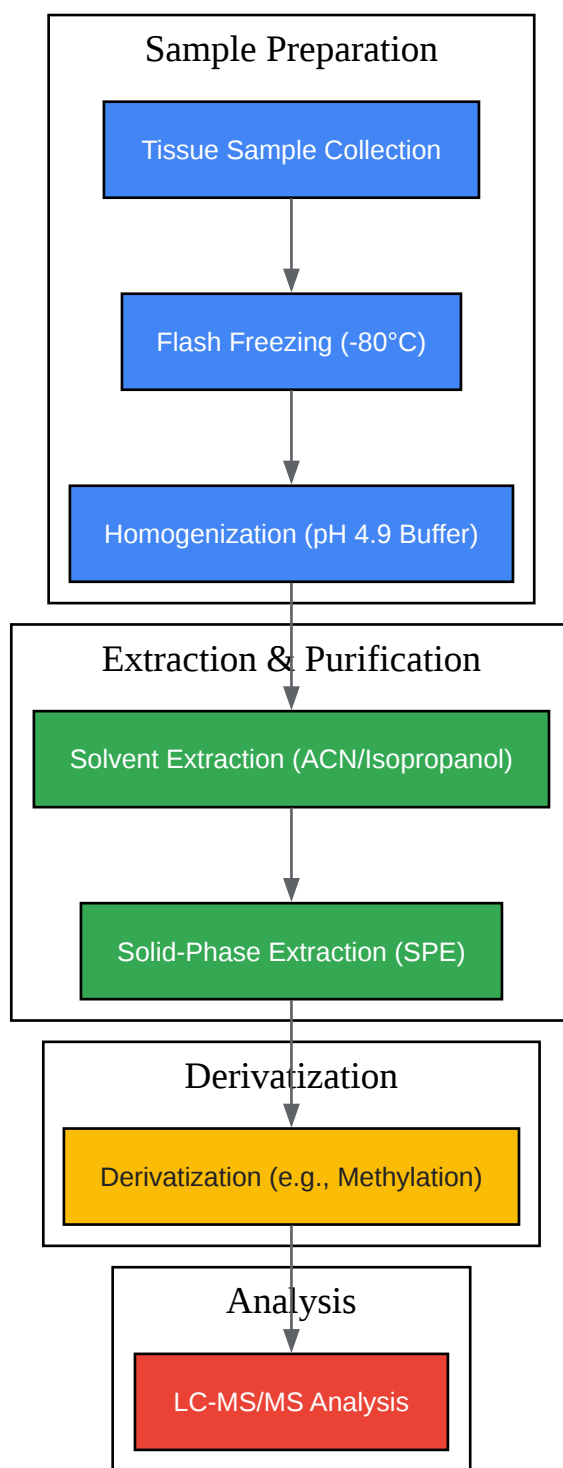 Sample Preparation
Tissue Sample Collection
Flash Freezing (-80°C)
Homogenization (pH 4.9 Buffer)
Extraction & Purification
Solvent Extraction (ACN/Isopropanol)
Solid-Phase Extraction (SPE)
Derivatization
Derivatization (e.g., Methylation)
Analysis
LC-MS/MS Analysis